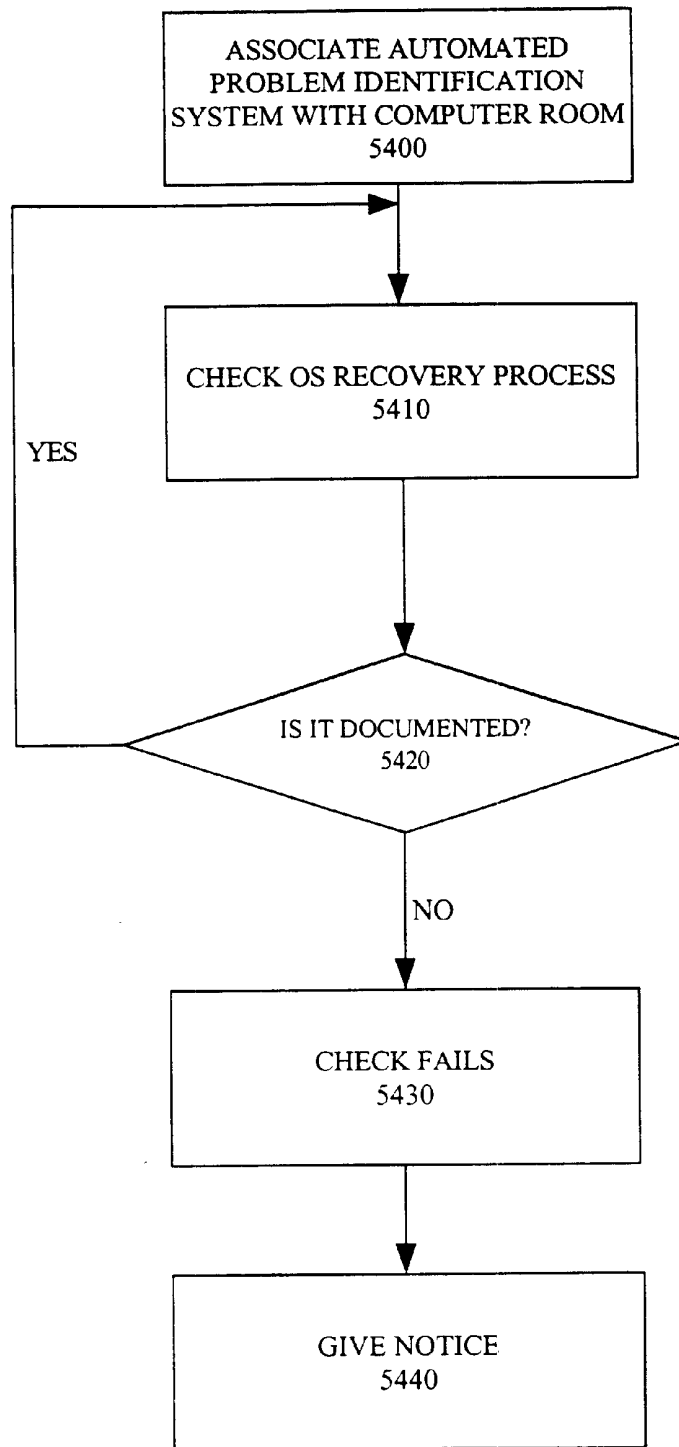 ASSOCIATE AUTOMATED
PROBLEM IDENTIFICATION
SYSTEM WITH COMPUTER ROOM
5400
CHECK OS RECOVERY PROCESS
5410
YES
IS IT DOCUMENTED?
5420
NO
CHECK FAILS
5430
GIVE NOTICE
5440